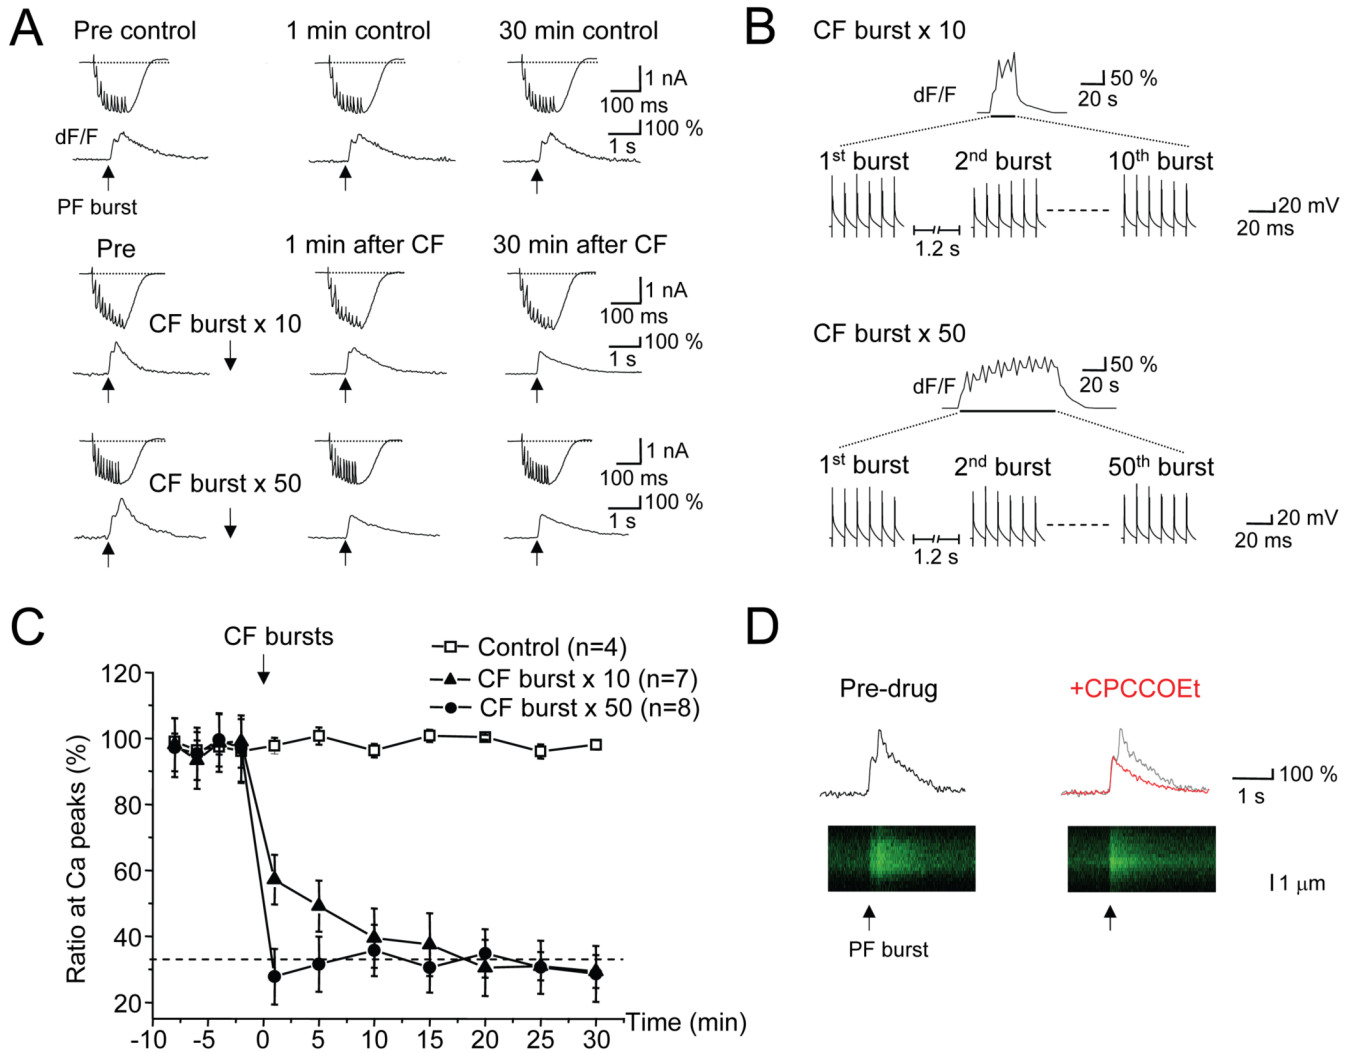 A
Pre control
1 min control
30 min control
1 nA
100 ms
dF/F
100 %
1 s
PF burst
Pre
1 min after CF
30 min after CF
1 nA
100 ms
CF burst x 10
100 %
1 s
1 nA
100 ms
CF burst x 50
100 %
1 s
B
CF burst x 10
dF/F
50 %
20 s
1st burst
2nd burst
10th burst
20 mV
20 ms
1.2 s
CF burst x 50
dF/F
50 %
20 s
1st burst
2nd burst
50th burst
20 mV
20 ms
1.2 s
C
CF bursts
Control (n=4)
CF burst x 10 (n=7)
CF burst x 50 (n=8)
Ratio at Ca peaks (%)
120
100
80
60
40
20
-10
-5
0
5
10
15
20
25
30
Time (min)
D
Pre-drug
+CPCCOEt
100 %
1 s
1 μm
PF burst